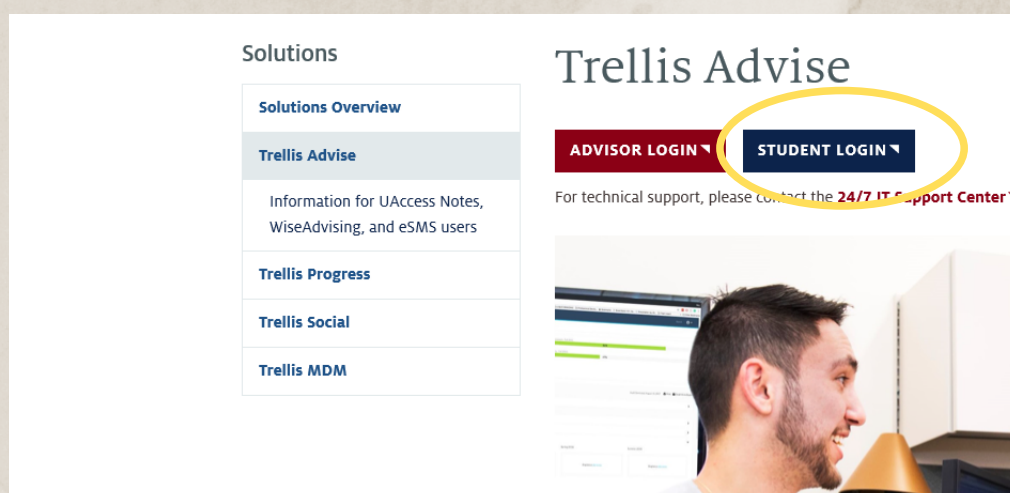 Solutions
Solutions Overview
Trellis Advise
Information for UAccess Notes,
WiseAdvising, and eSMS users
Trellis Progress
Trellis Social
Trellis MDM
Trellis Advise
ADVISOR LOGIN
STUDENT LOGIN
For technical support, please contact the 24/7 IT Support Center